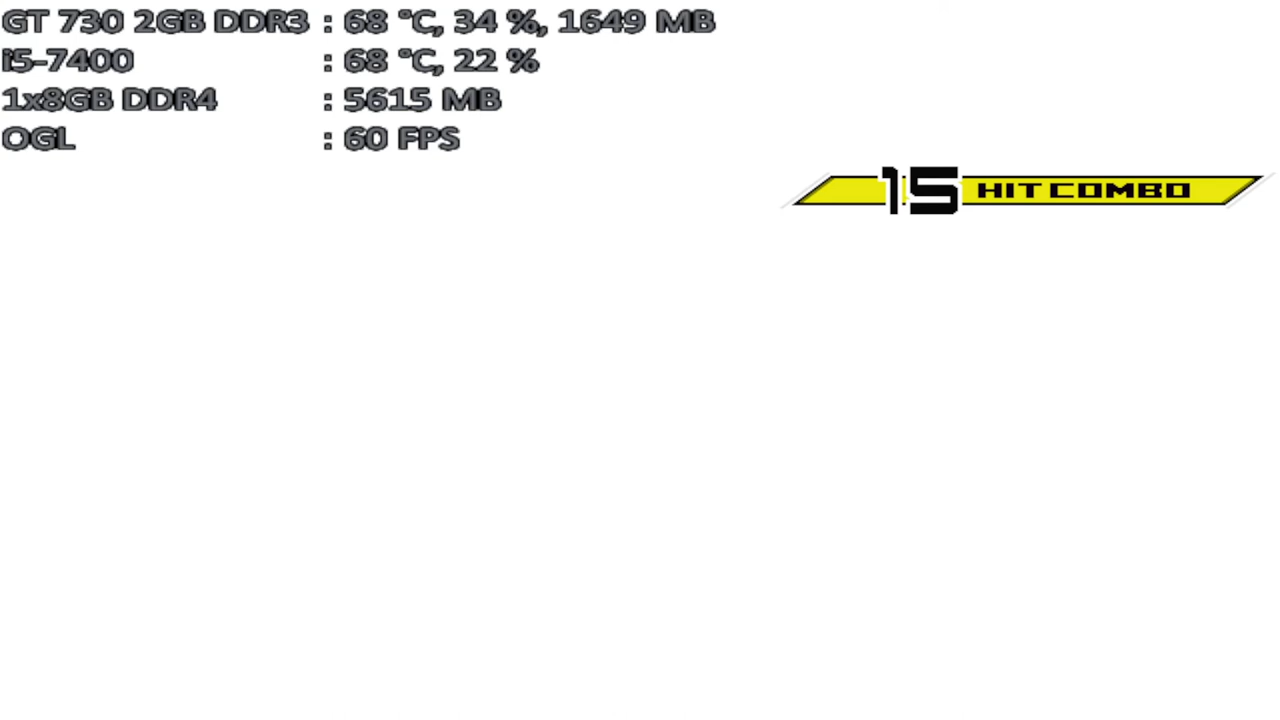 GT 730 2GB DDR3 : 68 °C, 34 %, 1649 MB
i5-7400 : 68 °C, 22 %
1x8GB DDR4 : 5615 MB
OGL : 60 FPS
15 HIT COMBO